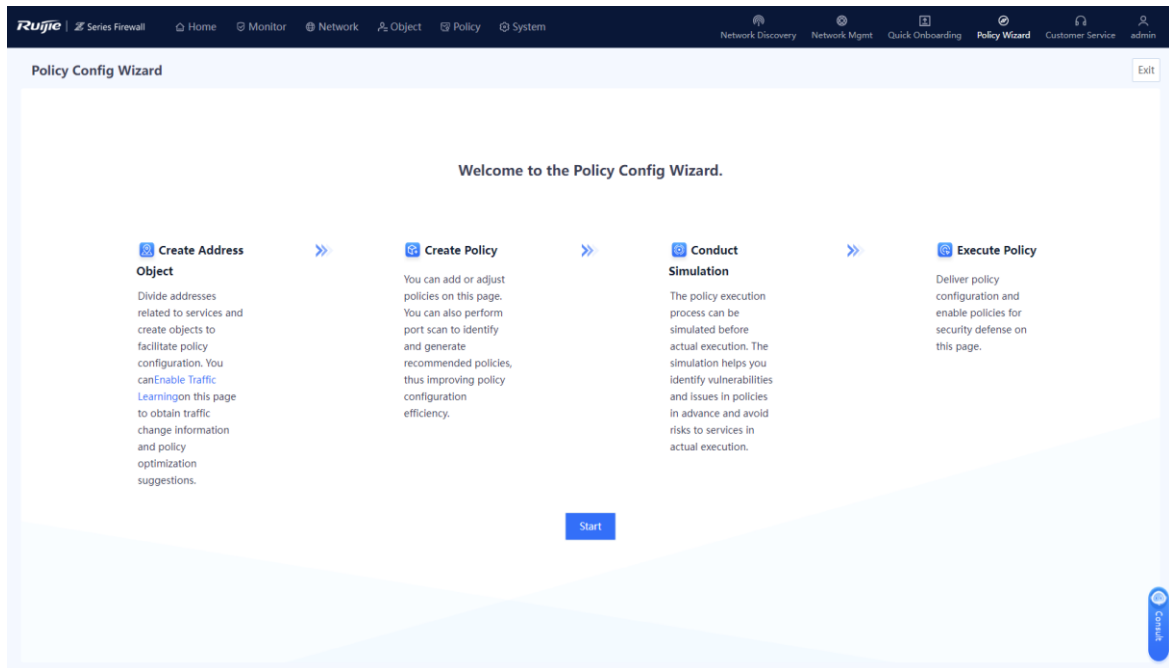 Ruijie | Z Series Firewall Home Monitor Network Object Policy System Network Discovery Network Mgmt Quick Onboarding Policy Wizard Customer Service admin
Policy Config Wizard Exit
Welcome to the Policy Config Wizard.
Create Address
Object
Divide addresses
related to services and
create objects to
facilitate policy
configuration. You
canEnable Traffic
Learningon this page
to obtain traffic
change information
and policy
optimization
suggestions.
Create Policy
You can add or adjust
policies on this page.
You can also perform
port scan to identify
and generate
recommended policies,
thus improving policy
configuration
efficiency.
Conduct
Simulation
The policy execution
process can be
simulated before
actual execution. The
simulation helps you
identify vulnerabilities
and issues in policies
in advance and avoid
risks to services in
actual execution.
Execute Policy
Deliver policy
configuration and
enable policies for
security defense on
this page.
Start
Consult